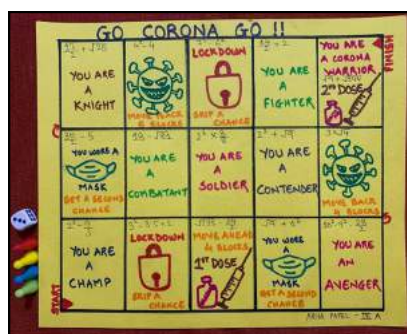 GO CORONA GO !!
YOU ARE
A
KNIGHT
MOVE BACK
BLOCKS
LOCKDOWN
SKIP A
CHANCE
YOU ARE
A
FIGHTER
YOU ARE
A CORONA
WARRIOR
2ND DOSE
FINISH
YOU WORE A
MASK
GET A SECOND
CHANCE
YOU ARE
A
COMBATANT
YOU ARE
A
SOLDIER
YOU ARE
A
CONTENDER
MOVE BACK
4 BLOCKS
START
YOU ARE
A
CHAMP
LOCKDOWN
SKIP A
CHANCE
MOVE AHEAD
BLOCKS
1ST DOSE
YOU WORE A
MASK
GET A SECOND
CHANCE
YOU ARE
AN
AVENGER